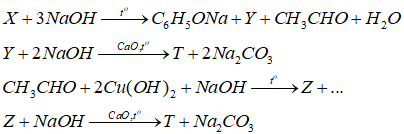 X + 3NaOH —t°→ C₆H₅ONa + Y + CH₃CHO + H₂O
Y + 2NaOH —CaO,t°→ T + 2Na₂CO₃
CH₃CHO + 2Cu(OH)₂ + NaOH —t°→ Z + ...
Z + NaOH —CaO,t°→ T + Na₂CO₃